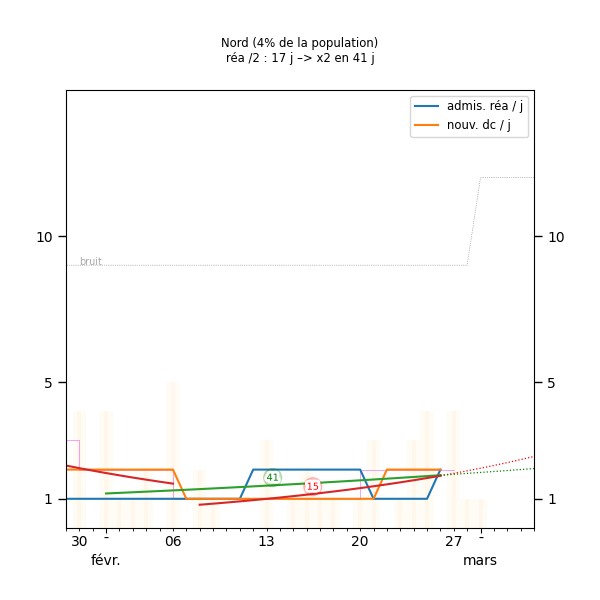 Nord (4% de la population)
réa /2 : 17 j –> x2 en 41 j
admis. réa / j
nouv. dc / j
10
10
bruit
5
5
41
15
1
1
30 - 06 13 20 27 -
févr. mars